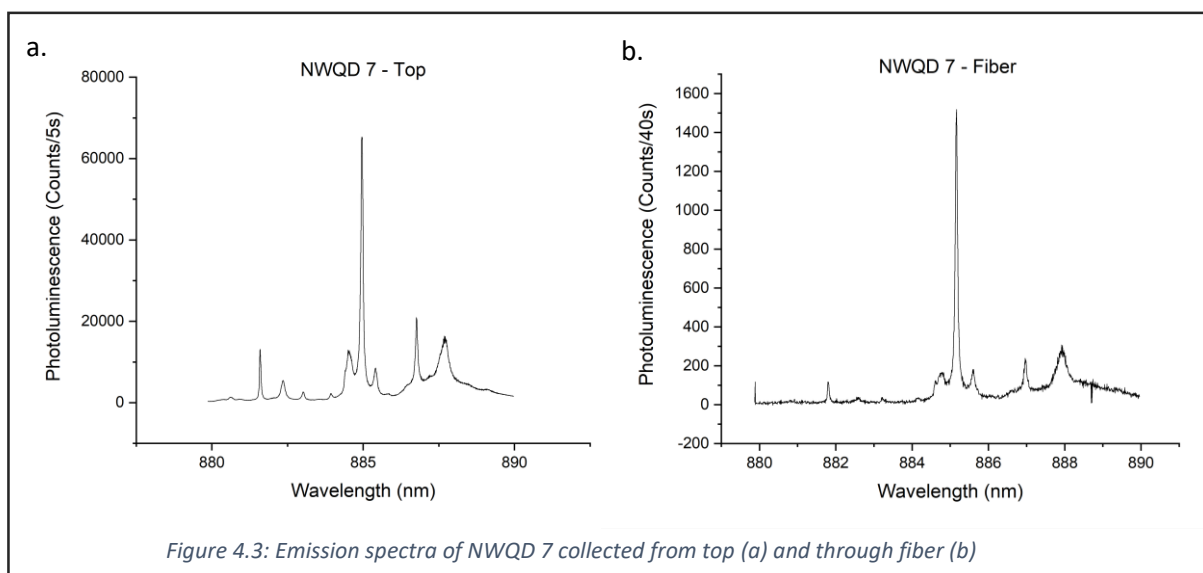 a.
NWQD 7 - Top
Photoluminescence (Counts/5s)
80000
60000
40000
20000
0
880
885
890
Wavelength (nm)
b.
NWQD 7 - Fiber
Photoluminescence (Counts/40s)
1600
1400
1200
1000
800
600
400
200
0
-200
880
882
884
886
888
890
Wavelength (nm)
Figure 4.3: Emission spectra of NWQD 7 collected from top (a) and through fiber (b)